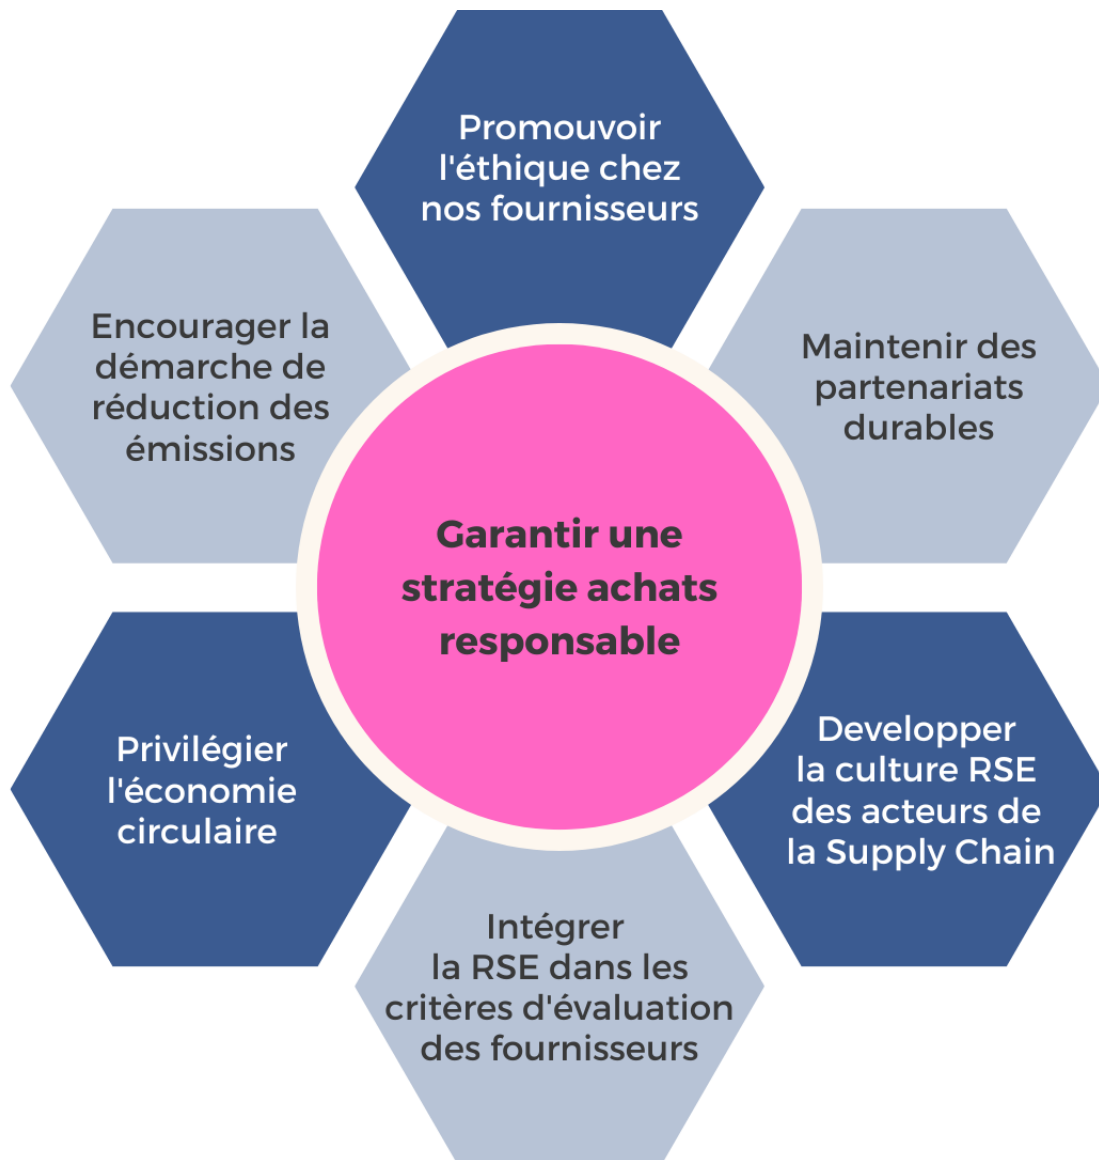 Promouvoir
l'éthique chez
nos fournisseurs
Encourager la
démarche de
réduction des
émissions
Maintenir des
partenariats
durables
Garantir une
stratégie achats
responsable
Privilégier
l'économie
circulaire
Developper
la culture RSE
des acteurs de
la Supply Chain
Intégrer
la RSE dans les
critères d'évaluation
des fournisseurs